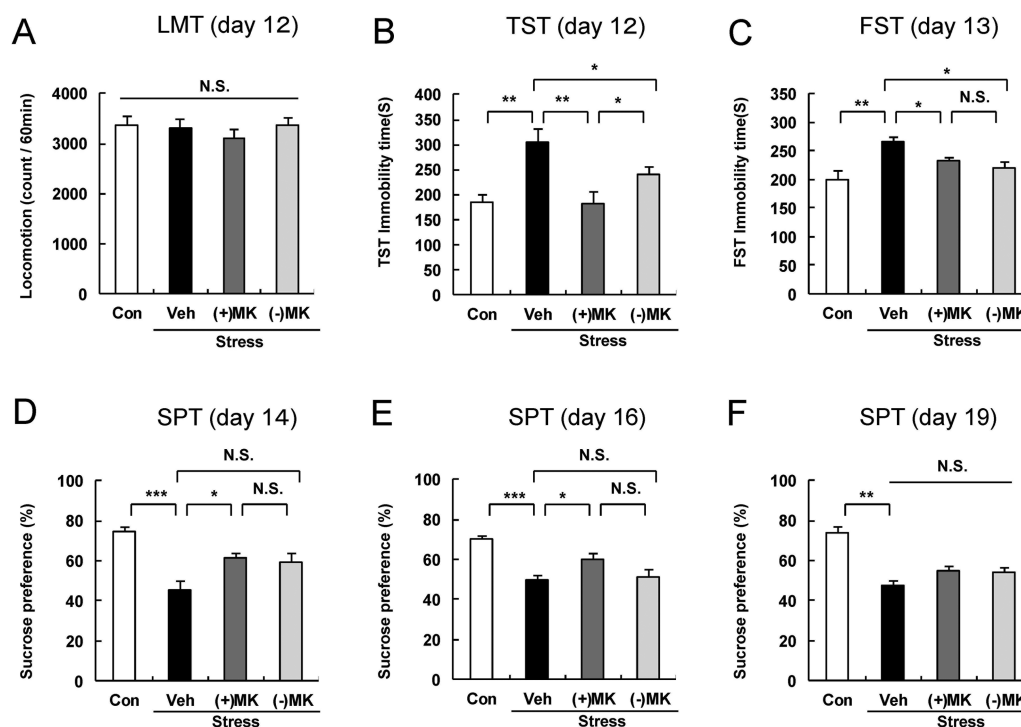 A
LMT (day 12)
N.S.
Locomotion (count / 60min)
4000
3000
2000
1000
0
Con
Veh
(+)MK
(-)MK
Stress
B
TST (day 12)
*
**
**
*
TST Immobility time(S)
400
350
300
250
200
150
100
50
0
Con
Veh
(+)MK
(-)MK
Stress
C
FST (day 13)
*
**
*
N.S.
FST Immobility time(S)
350
300
250
200
150
100
50
0
Con
Veh
(+)MK
(-)MK
Stress
D
SPT (day 14)
N.S.
***
*
N.S.
Sucrose preference (%)
100
80
60
40
20
0
Con
Veh
(+)MK
(-)MK
Stress
E
SPT (day 16)
N.S.
***
*
N.S.
Sucrose preference (%)
100
80
60
40
20
0
Con
Veh
(+)MK
(-)MK
Stress
F
SPT (day 19)
N.S.
**
Sucrose preference (%)
100
80
60
40
20
0
Con
Veh
(+)MK
(-)MK
Stress